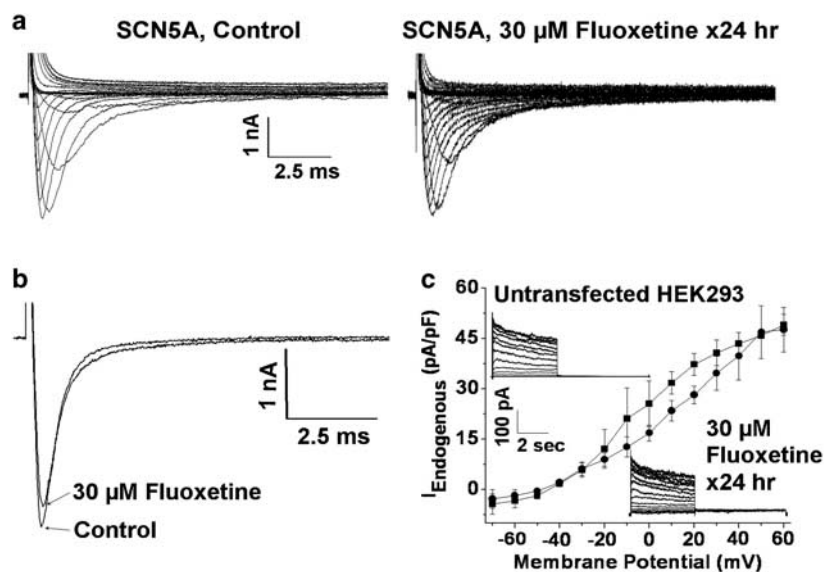 a
SCN5A, Control
SCN5A, 30 µM Fluoxetine x24 hr
1 nA
2.5 ms
b
1 nA
2.5 ms
30 µM Fluoxetine
Control
c
I Endogenous (pA/pF)
60
45
30
15
0
Untransfected HEK293
100 pA
2 sec
30 µM
Fluoxetine
x24 hr
-60 -40 -20 0 20 40 60
Membrane Potential (mV)